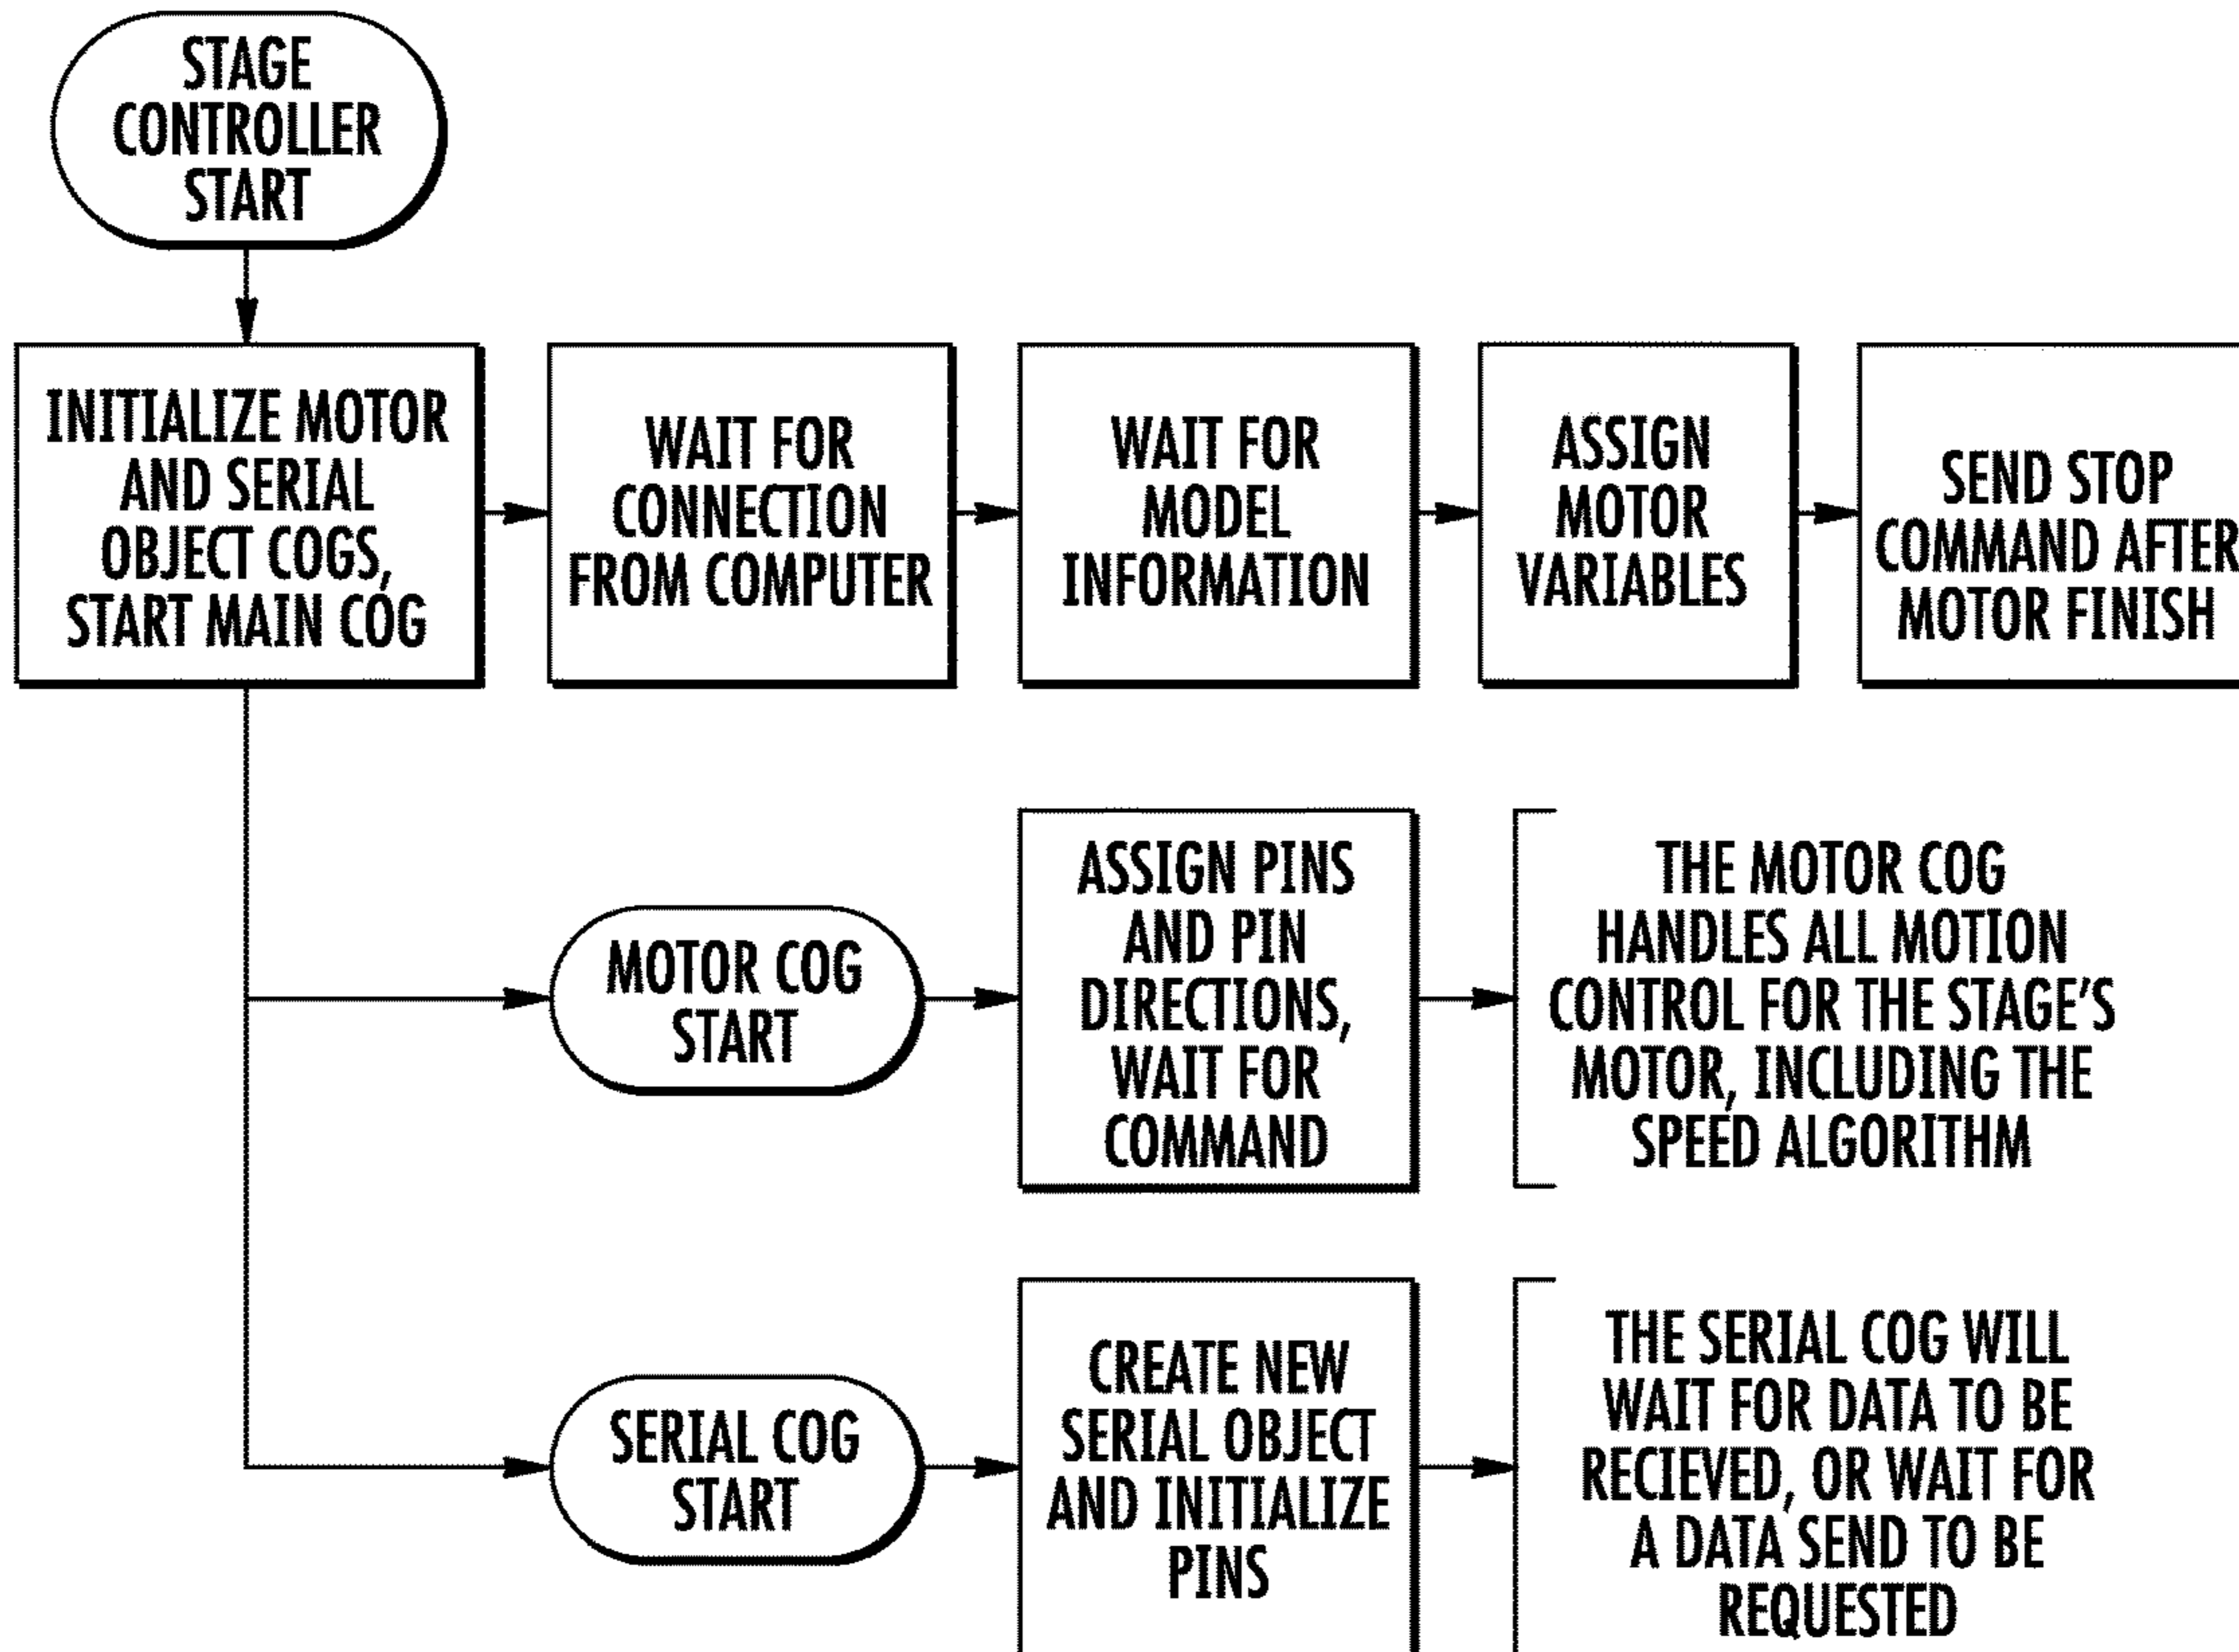 STAGE
CONTROLLER
START
INITIALIZE MOTOR
AND SERIAL
OBJECT COGS,
START MAIN COG
WAIT FOR
CONNECTION
FROM COMPUTER
WAIT FOR
MODEL
INFORMATION
ASSIGN
MOTOR
VARIABLES
SEND STOP
COMMAND AFTER
MOTOR FINISH
MOTOR COG
START
ASSIGN PINS
AND PIN
DIRECTIONS,
WAIT FOR
COMMAND
THE MOTOR COG
HANDLES ALL MOTION
CONTROL FOR THE STAGE'S
MOTOR, INCLUDING THE
SPEED ALGORITHM
SERIAL COG
START
CREATE NEW
SERIAL OBJECT
AND INITIALIZE
PINS
THE SERIAL COG WILL
WAIT FOR DATA TO BE
RECIEVED, OR WAIT FOR
A DATA SEND TO BE
REQUESTED